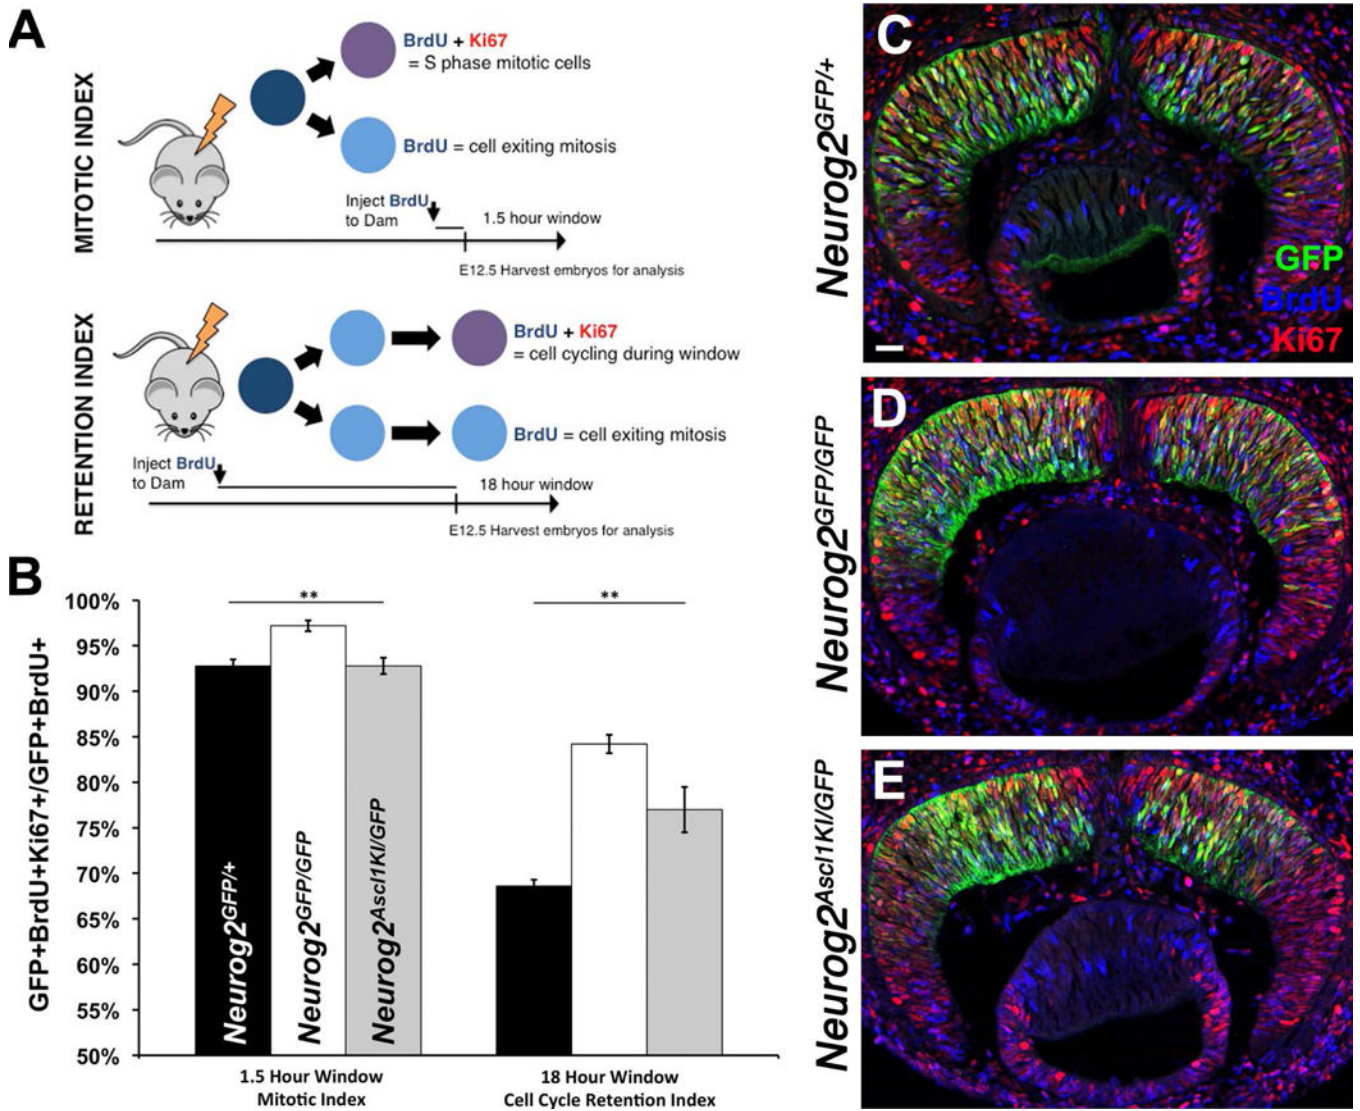 A
MITOTIC INDEX
BrdU + Ki67
= S phase mitotic cells
BrdU = cell exiting mitosis
Inject BrdU
to Dam
1.5 hour window
E12.5 Harvest embryos for analysis
RETENTION INDEX
BrdU + Ki67
= cell cycling during window
BrdU = cell exiting mitosis
Inject BrdU
to Dam
18 hour window
E12.5 Harvest embryos for analysis
B
GFP+BrdU+Ki67+/GFP+BrdU+
100%
95%
90%
85%
80%
75%
70%
65%
60%
55%
50%
**
**
Neurog2GFP/+
Neurog2GFP/GFP
Neurog2Ascl1KI/GFP
1.5 Hour Window
Mitotic Index
18 Hour Window
Cell Cycle Retention Index
C
Neurog2GFP/+
GFP
BrdU
Ki67
D
Neurog2GFP/GFP
E
Neurog2Ascl1KI/GFP